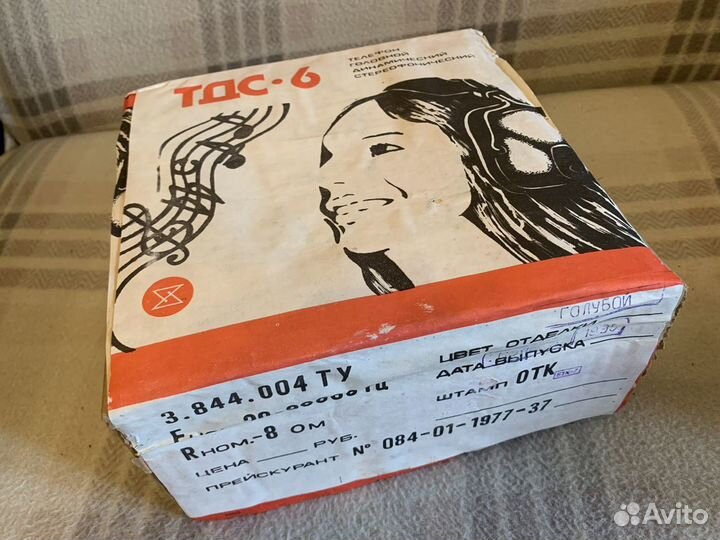 ТДС-6
ТЕЛЕФОН
ГОЛОВНОЙ
ДИНАМИЧЕСКИЙ
СТЕРЕОФОНИЧЕСКИЙ
3.844.004 ТУ
Rном.-8 Ом
ЦЕНА РУБ.
ПРЕЙСКУРАНТ № 084-01-1977-37
ЦВЕТ ОТДЕЛКИ ГОЛУБОЙ
ДАТА ВЫПУСКА
ШТАМП ОТК
Avito